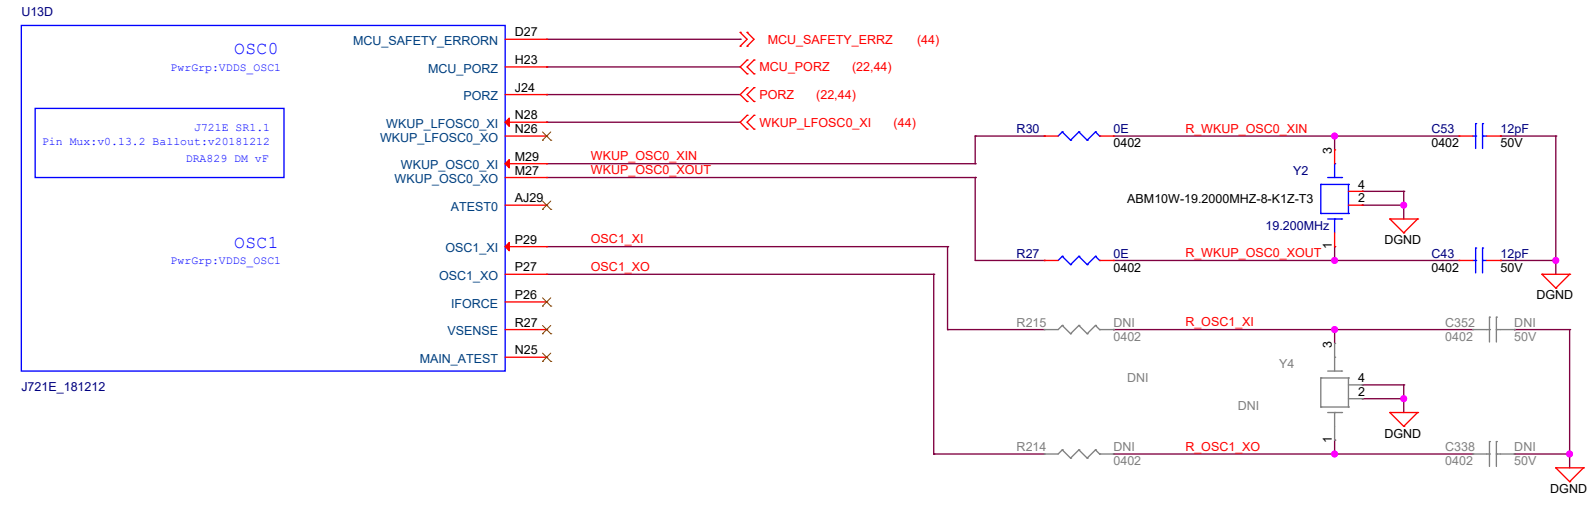 U13D
OSC0
PwrGrp:VDDS_OSC1
J721E SR1.1
Pin Mux:v0.13.2 Ballout:v20181212
DRA829 DM vF
OSC1
PwrGrp:VDDS_OSC1
MCU_SAFETY_ERRORN D27 MCU_SAFETY_ERRZ (44)
MCU_PORZ H23 MCU_PORZ (22,44)
PORZ J24 PORZ (22,44)
WKUP_LFOSC0_XI N28 WKUP_LFOSC0_XI (44)
WKUP_LFOSC0_XO N26
WKUP_OSC0_XI M29 WKUP_OSC0_XIN
WKUP_OSC0_XO M27 WKUP_OSC0_XOUT
ATEST0 AJ29
OSC1_XI P29 OSC1_XI
OSC1_XO P27 OSC1_XO
IFORCE P26
VSENSE R27
MAIN_ATEST N25
J721E_181212
R30 0E R_WKUP_OSC0_XIN C53 12pF
0402 0402 50V
3
Y2
4
ABM10W-19.2000MHZ-8-K1Z-T3 2
19.200MHz
DGND
1
R27 0E R_WKUP_OSC0_XOUT C43 12pF
0402 0402 50V
DGND
R215 DNI R_OSC1_XI C352 DNI
0402 0402 50V
3
Y4
DNI 4
2
DNI
DGND
1
R214 DNI R_OSC1_XO C338 DNI
0402 0402 50V
DGND